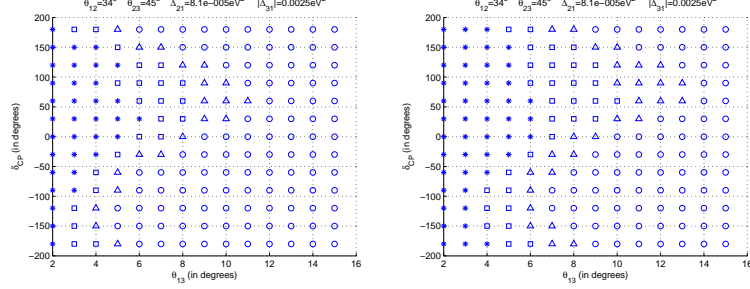 θ12=34° θ23=45° Δ21=8.1e−005eV² |Δ31|=0.0025eV²
200
150
100
50
0
−50
−100
−150
−200
δCP (in degrees)
2 4 6 8 10 12 14 16
θ13 (in degrees)
θ12=34° θ23=45° Δ21=8.1e−005eV² |Δ31|=0.0025eV²
200
150
100
50
0
−50
−100
−150
−200
δCP (in degrees)
2 4 6 8 10 12 14 16
θ13 (in degrees)